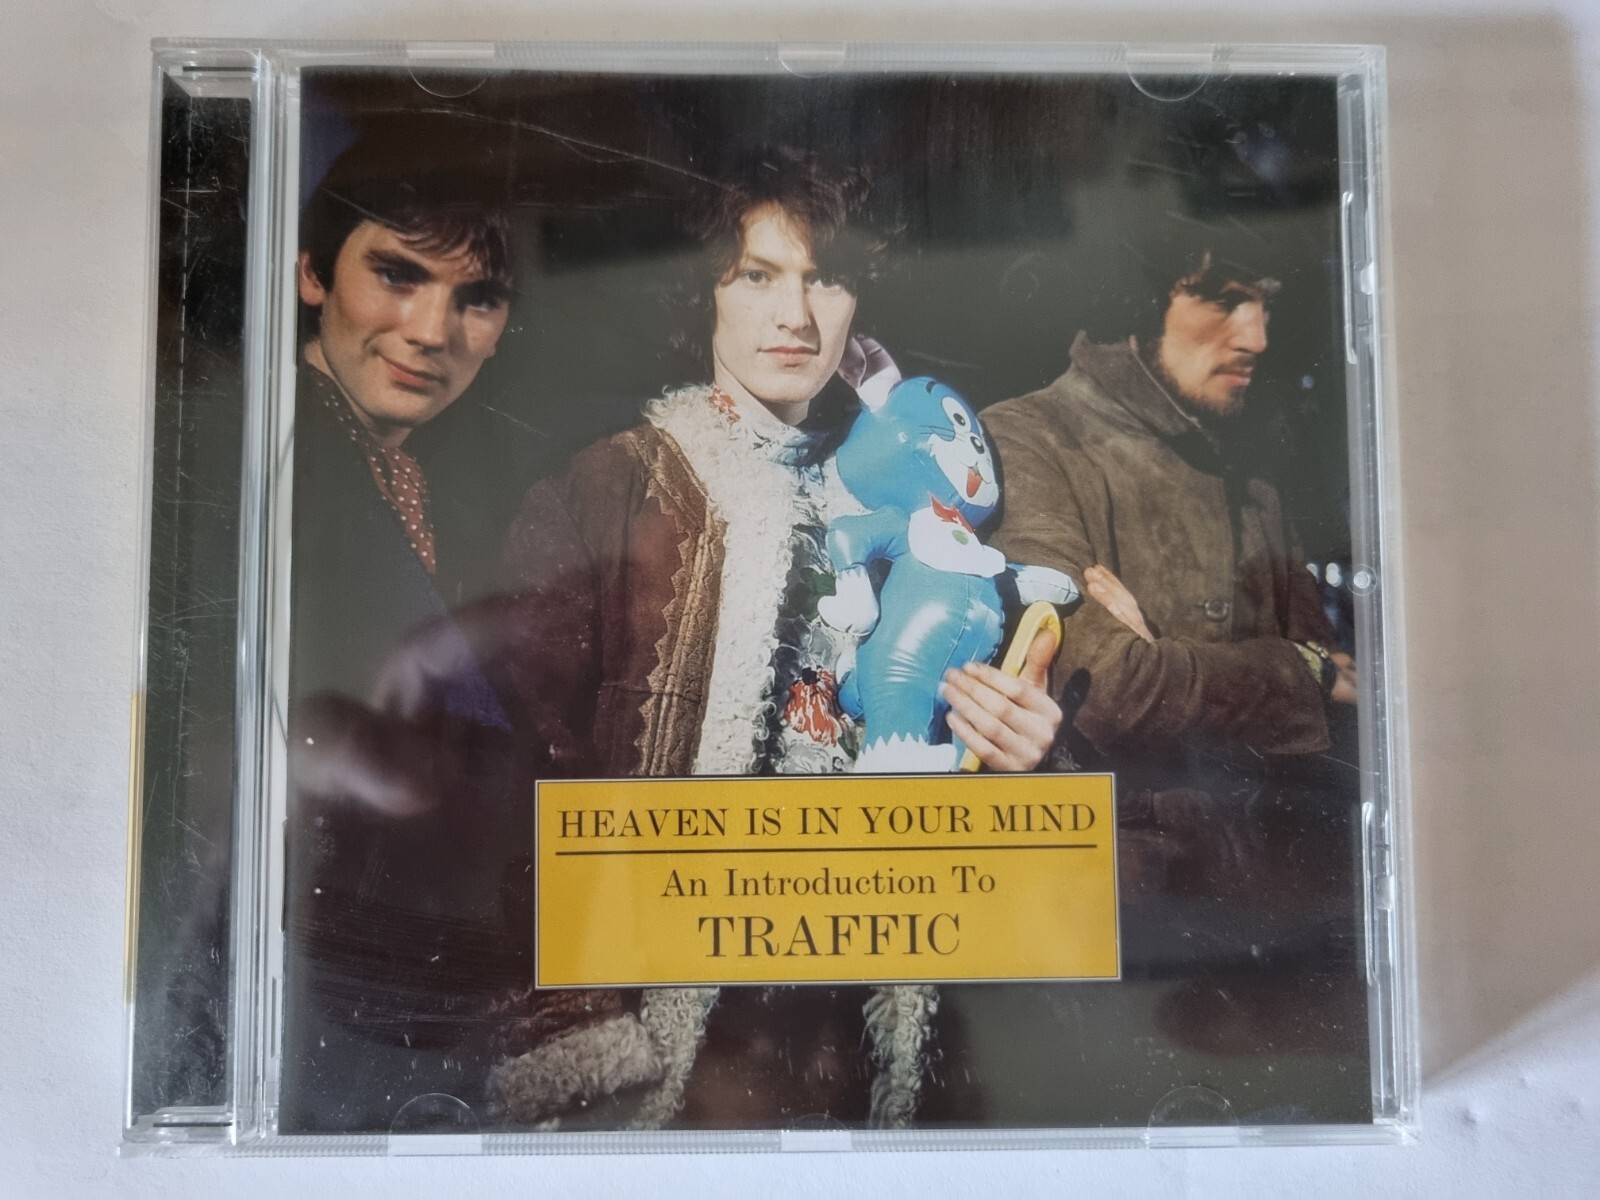 HEAVEN IS IN YOUR MIND
An Introduction To
TRAFFIC